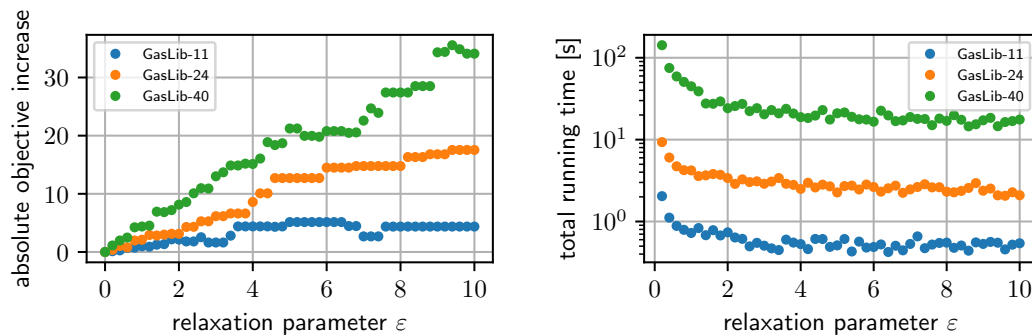 absolute objective increase
30
20
10
0
GasLib-11
GasLib-24
GasLib-40
0 2 4 6 8 10
relaxation parameter ε
total running time [s]
10²
10¹
10⁰
GasLib-11
GasLib-24
GasLib-40
0 2 4 6 8 10
relaxation parameter ε